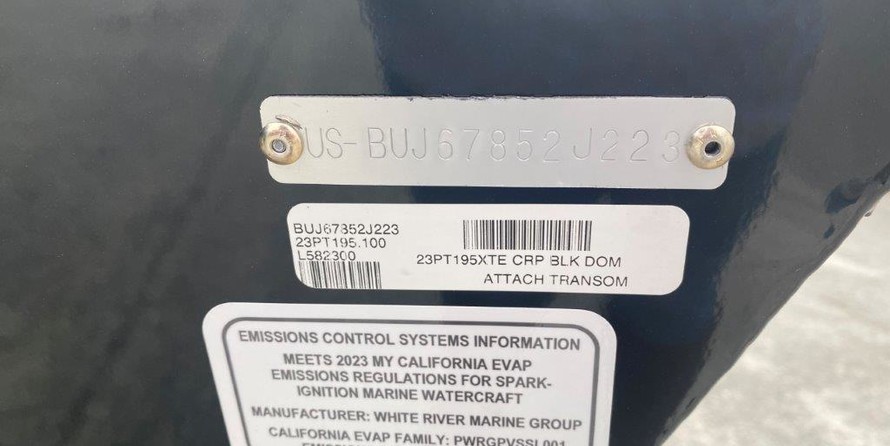 US-BUJ67852J223
BUJ67852J223
23PT195.100
L582300
23PT195XTE CRP BLK DOM
ATTACH TRANSOM
EMISSIONS CONTROL SYSTEMS INFORMATION
MEETS 2023 MY CALIFORNIA EVAP
EMISSIONS REGULATIONS FOR SPARK-
IGNITION MARINE WATERCRAFT
MANUFACTURER: WHITE RIVER MARINE GROUP
CALIFORNIA EVAP FAMILY: PWRGPVSSL001